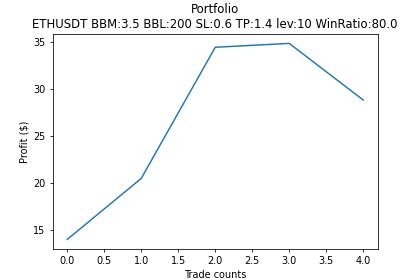 Portfolio
ETHUSDT BBM:3.5 BBL:200 SL:0.6 TP:1.4 lev:10 WinRatio:80.0
35
30
25
20
15
Profit ($)
0.0 0.5 1.0 1.5 2.0 2.5 3.0 3.5 4.0
Trade counts